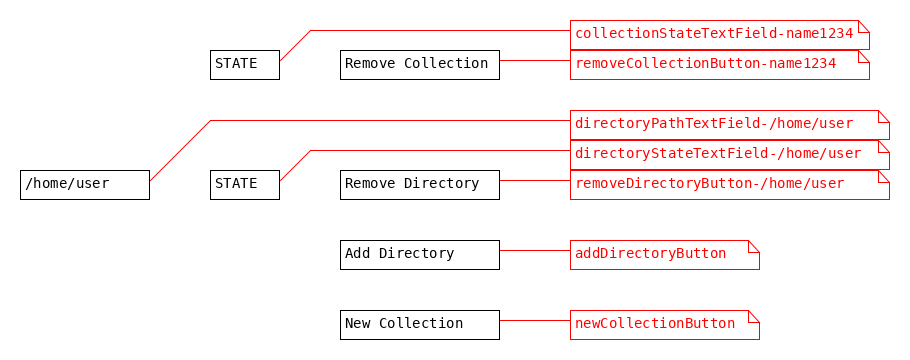 collectionStateTextField-name1234
STATE Remove Collection removeCollectionButton-name1234
directoryPathTextField-/home/user
directoryStateTextField-/home/user
/home/user STATE Remove Directory removeDirectoryButton-/home/user
Add Directory addDirectoryButton
New Collection newCollectionButton